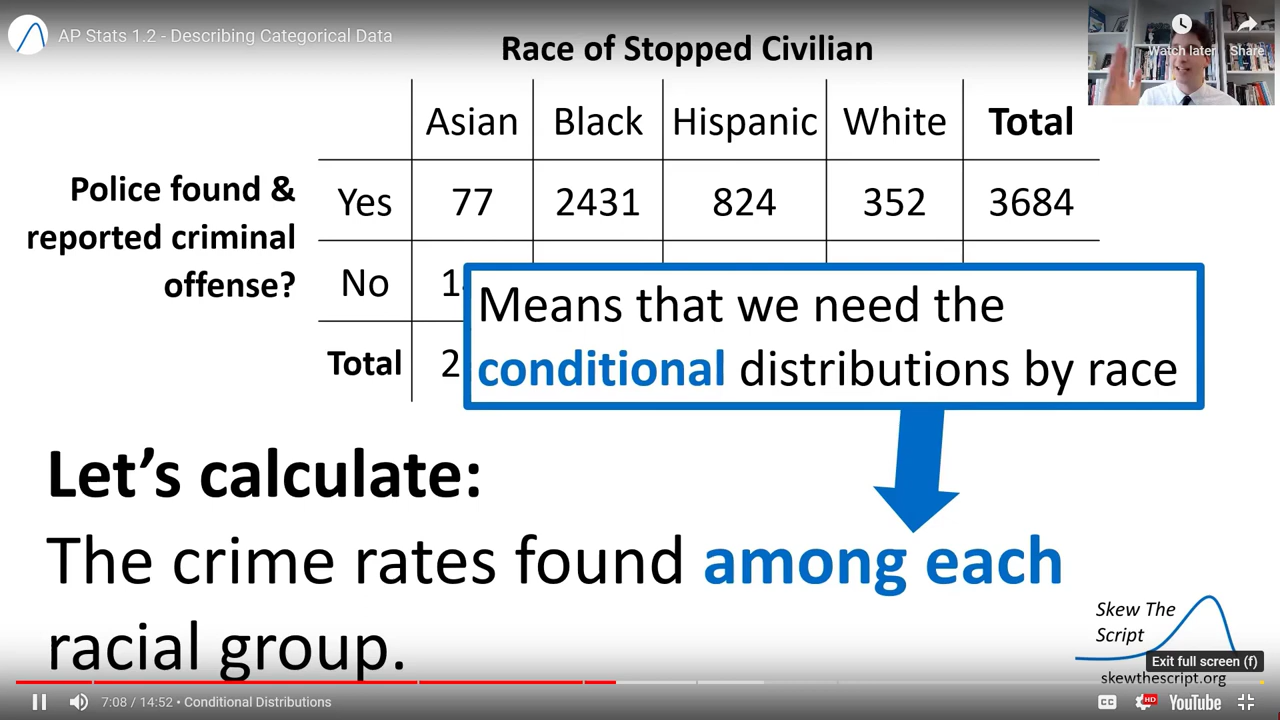 AP Stats 1.2 - Describing Categorical Data
Watch later
Share
Race of Stopped Civilian
Asian Black Hispanic White Total
Police found &
reported criminal
offense?
Yes 77 2431 824 352 3684
No
Total
Means that we need the
conditional distributions by race
Let’s calculate:
The crime rates found among each
racial group.
Skew The
Script
skewthescript.org
Exit full screen (f)
7:08 / 14:52 • Conditional Distributions
CC
HD
YouTube